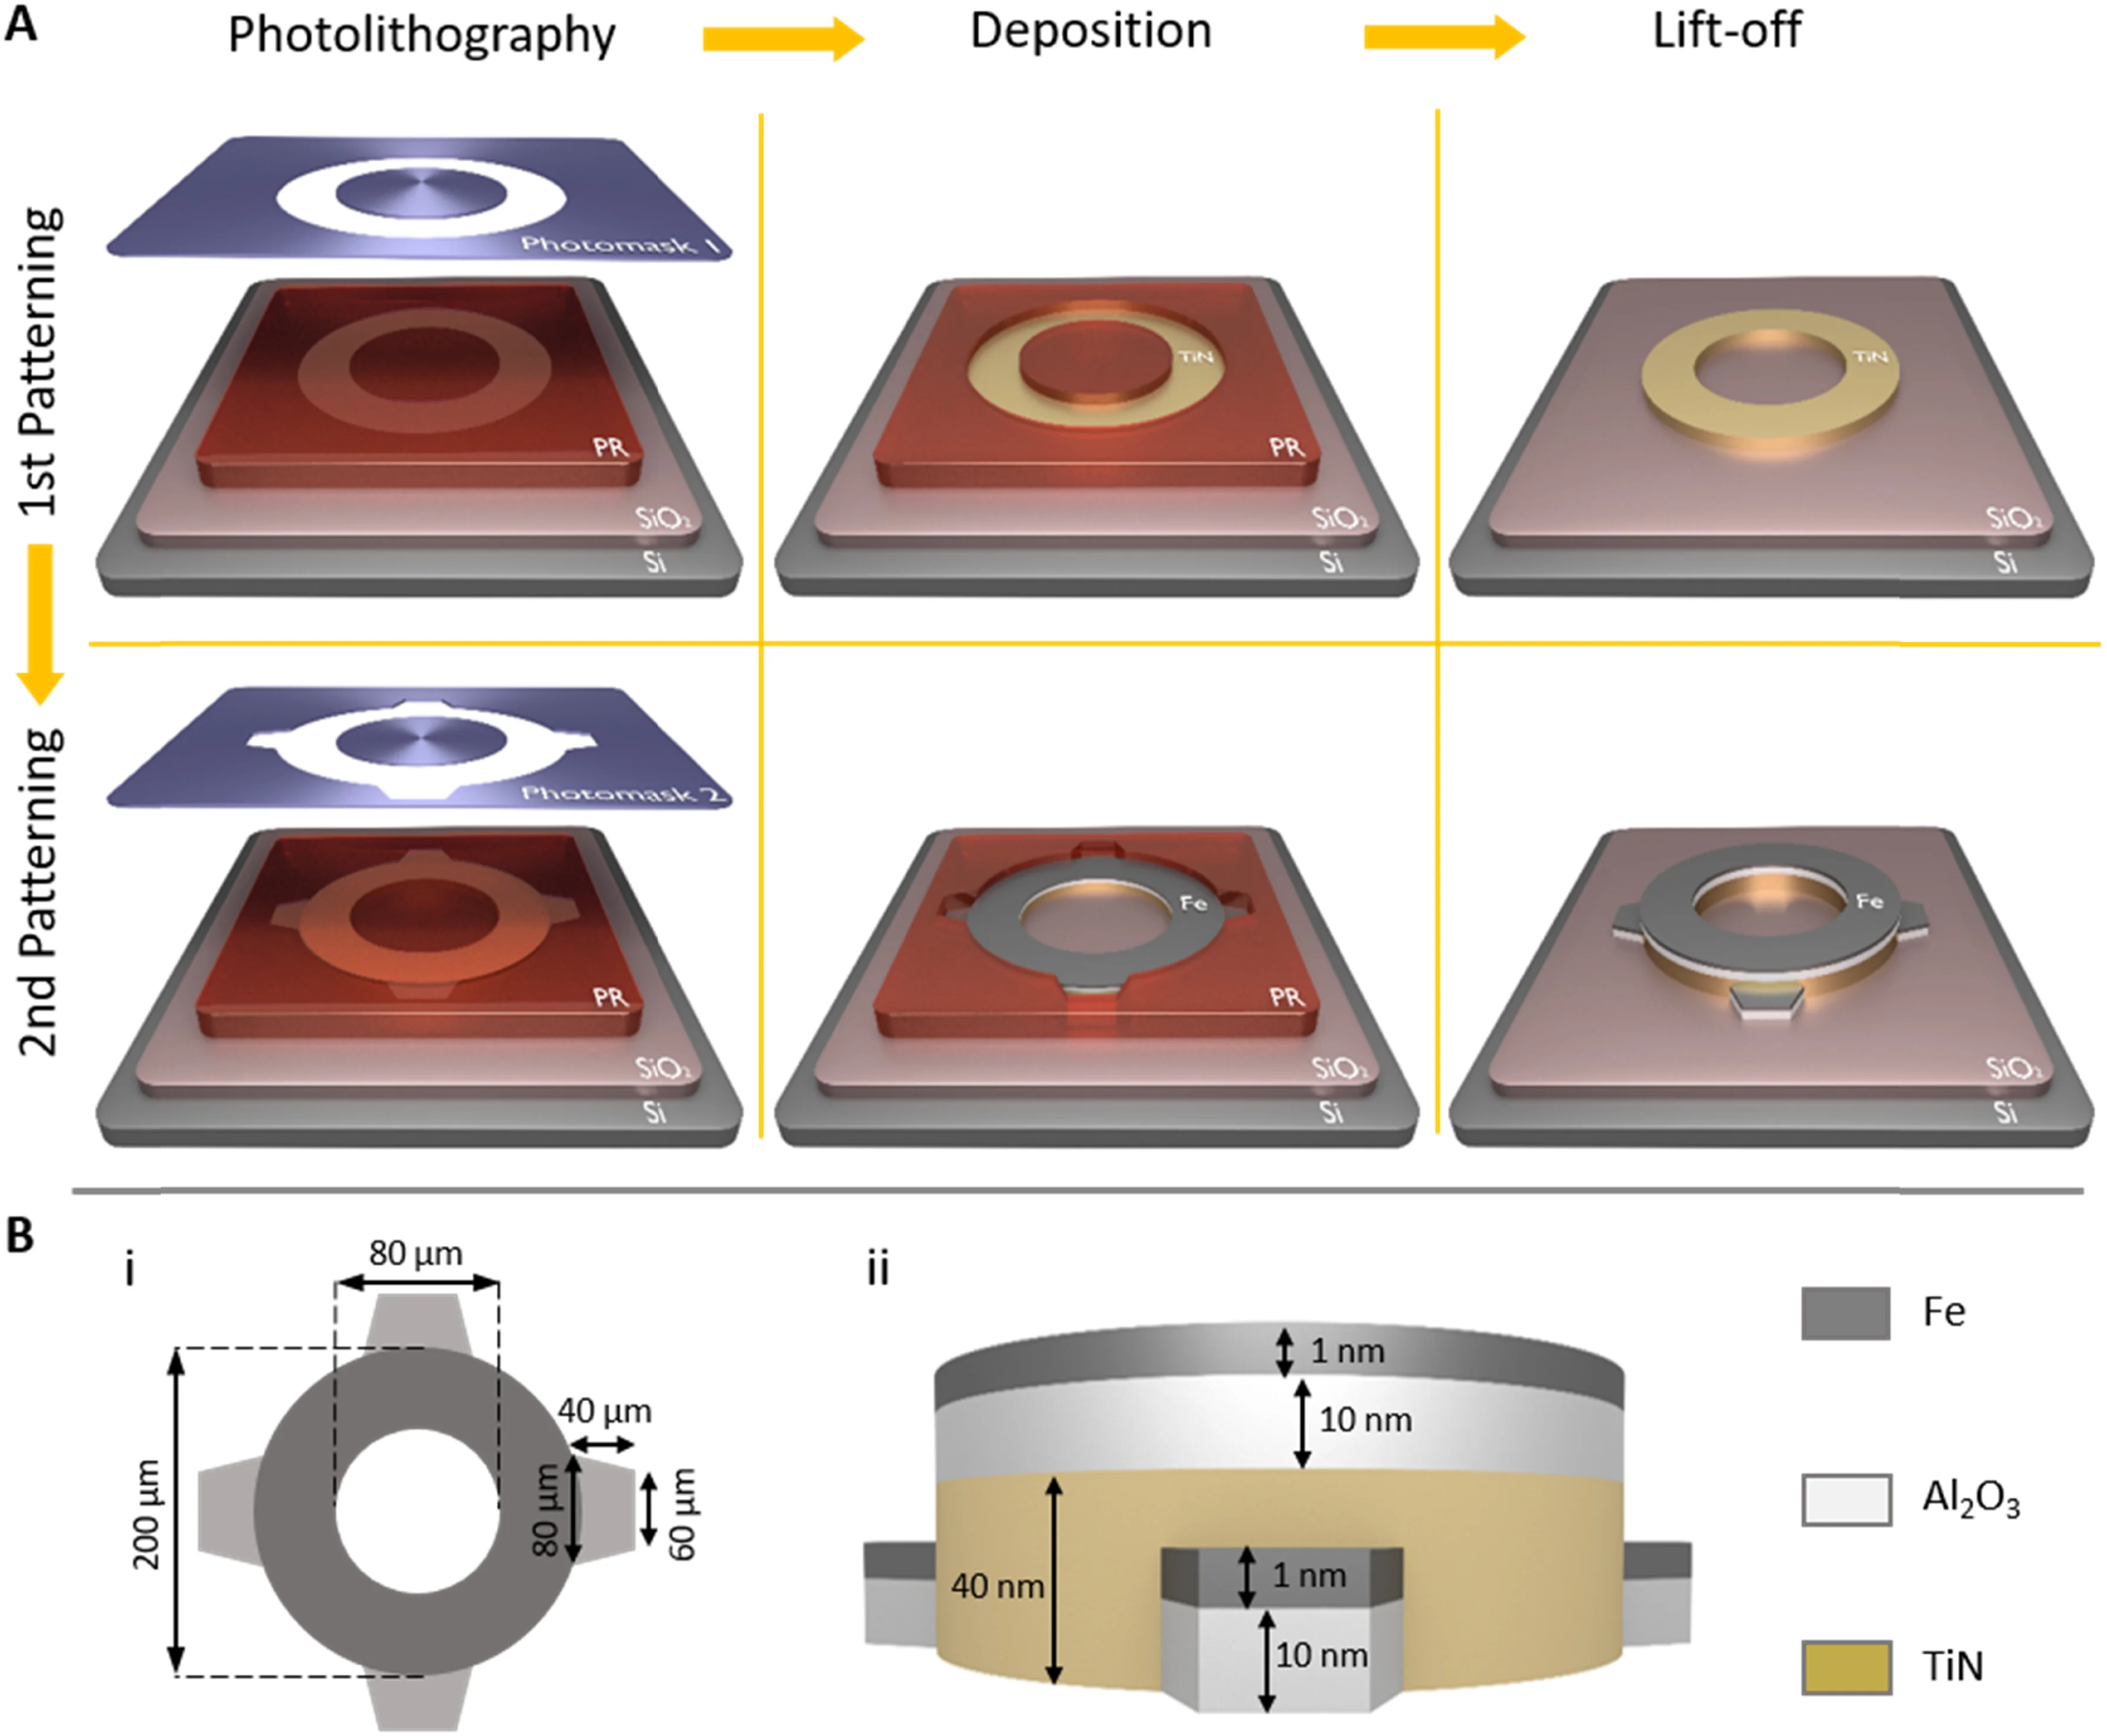 A
Photolithography
Deposition
Lift-off
1st Patterning
Photomask 1
PR
SiO₂
Si
TiN
PR
SiO₂
Si
TiN
SiO₂
Si
2nd Patterning
Photomask 2
PR
SiO₂
Si
Fe
PR
SiO₂
Si
Fe
SiO₂
Si
B
i
80 µm
200 µm
40 µm
80 µm
60 µm
ii
1 nm
10 nm
40 nm
1 nm
10 nm
Fe
Al₂O₃
TiN